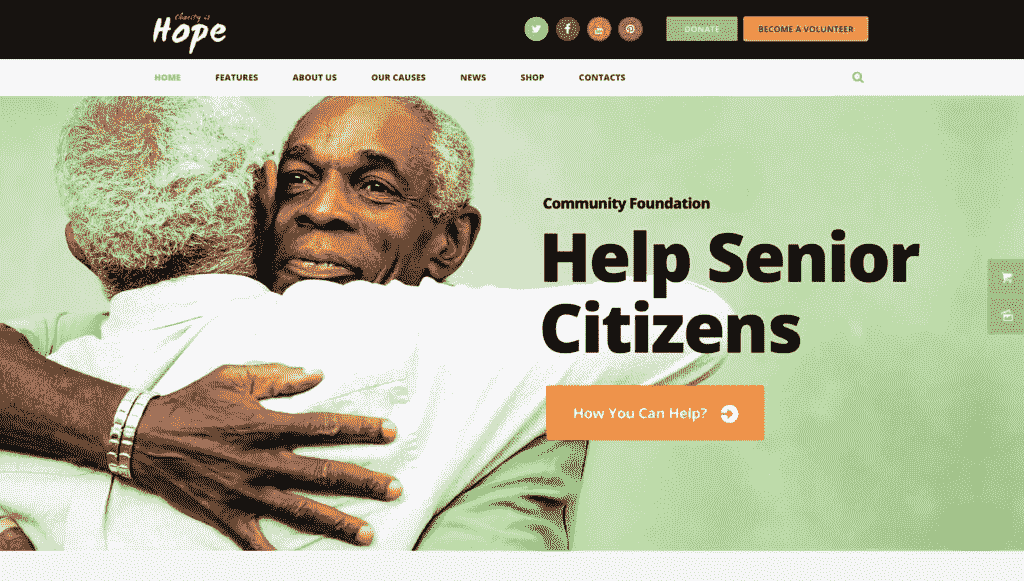 Charity is
Hope
DONATE
BECOME A VOLUNTEER
HOME FEATURES ABOUT US OUR CAUSES NEWS SHOP CONTACTS
Community Foundation
Help Senior
Citizens
How You Can Help?